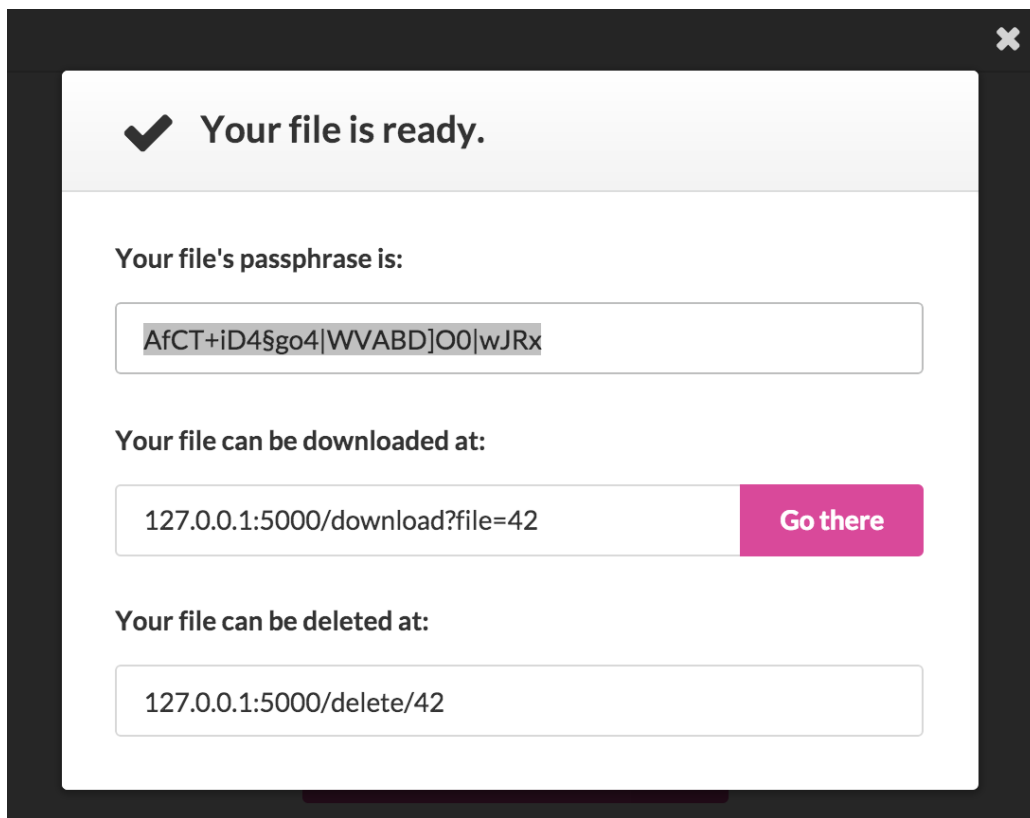 Your file is ready.
Your file's passphrase is:
AfCT+iD4§go4|WVABD]O0|wJRx
Your file can be downloaded at:
127.0.0.1:5000/download?file=42
Go there
Your file can be deleted at:
127.0.0.1:5000/delete/42